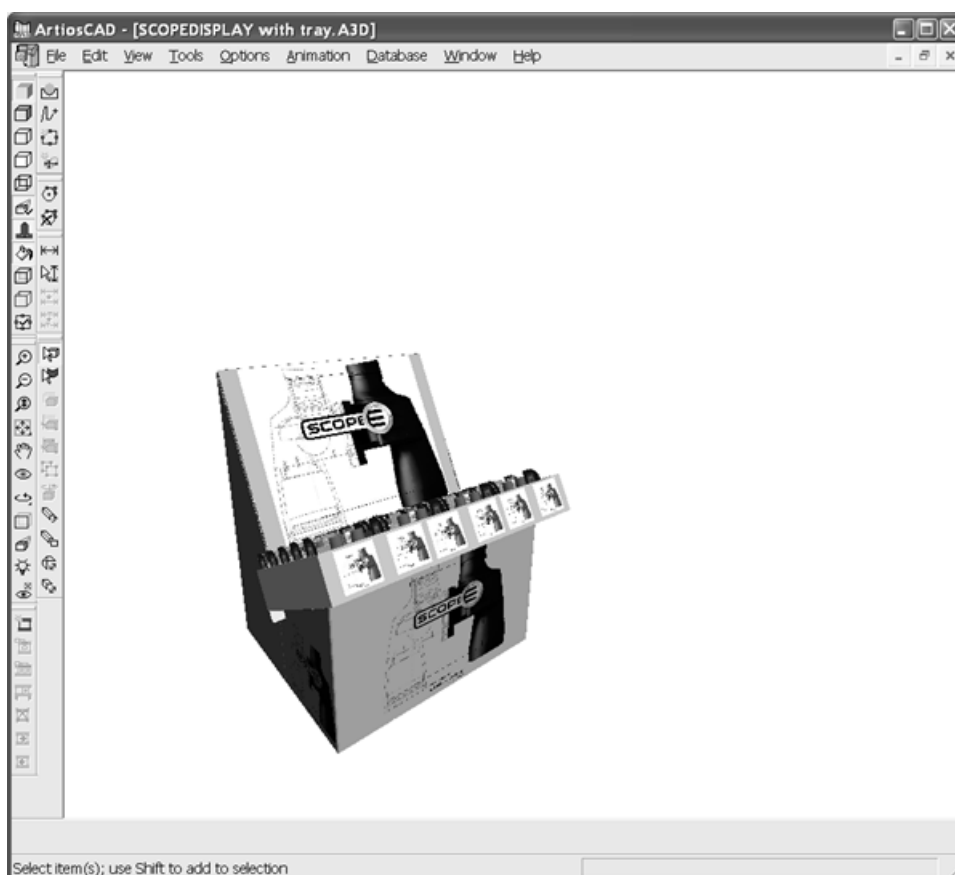 ArtiosCAD - [SCOPEDISPLAY with tray.A3D]
File Edit View Tools Options Animation Database Window Help
SCOPE
SCOPE
Select item(s); use Shift to add to selection